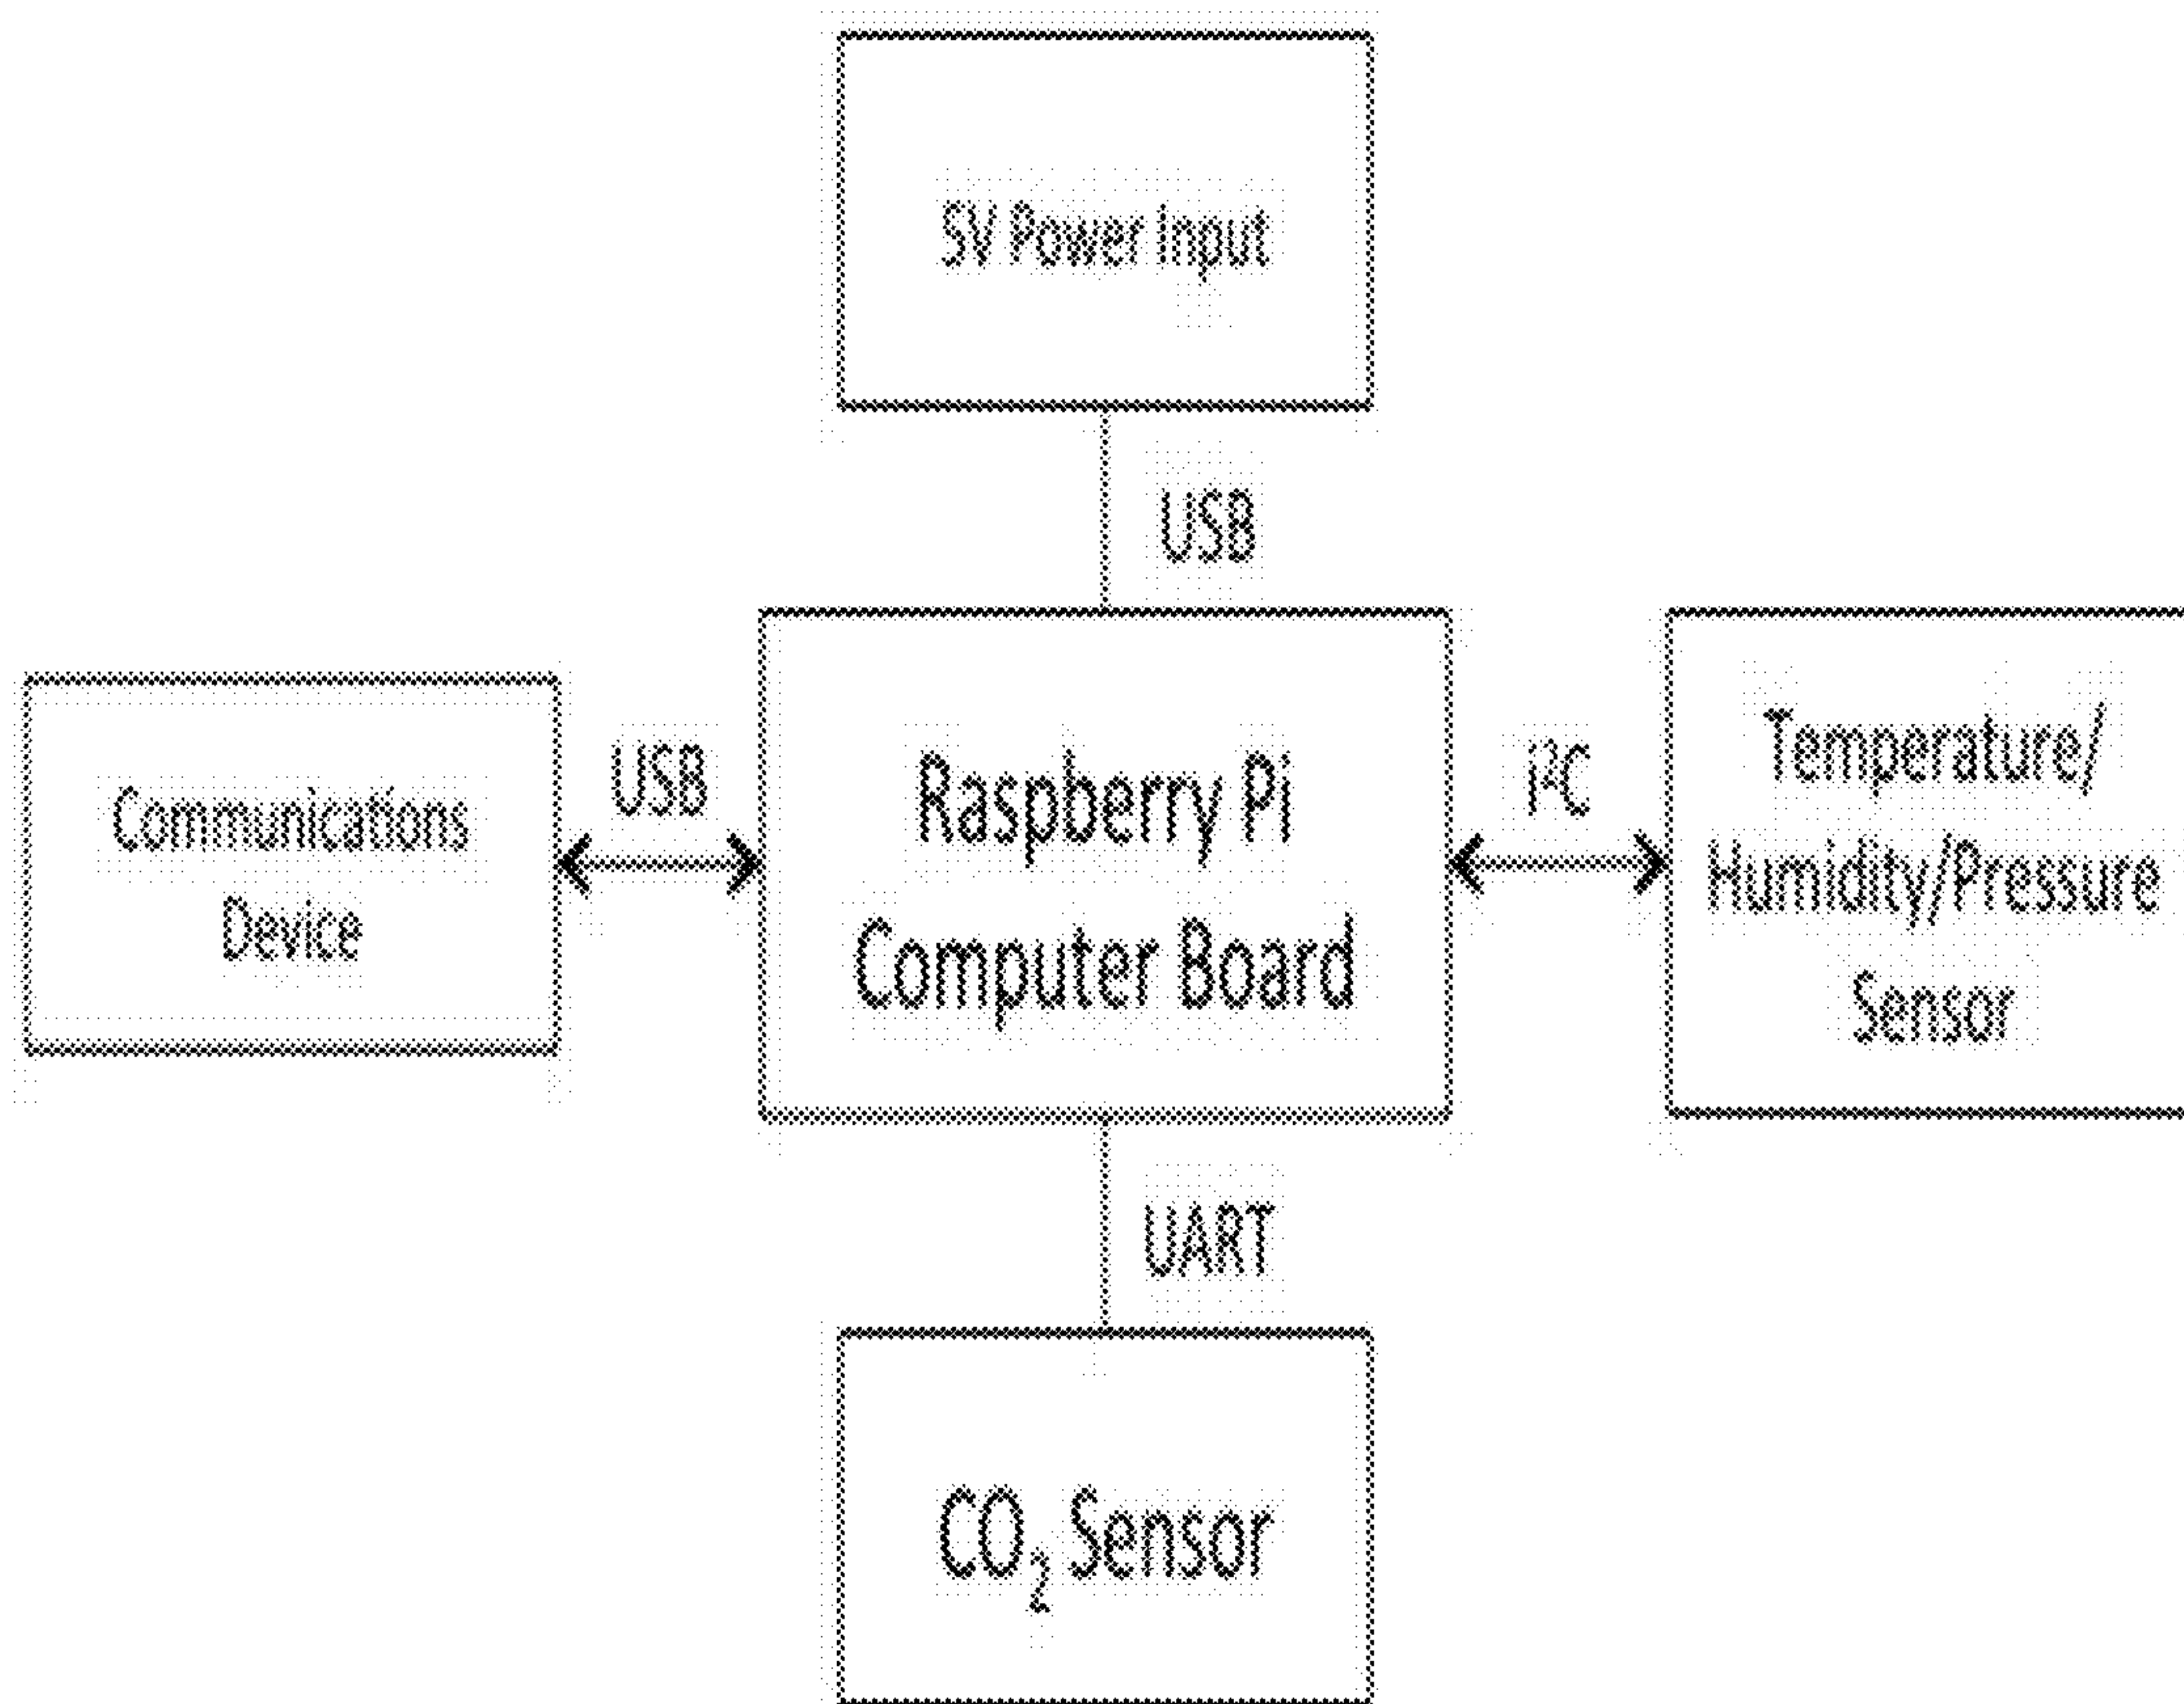 5V Power Input
USB
Communications
Device
USB
Raspberry Pi
Computer Board
I²C
Temperature/
Humidity/Pressure
Sensor
UART
CO₂ Sensor